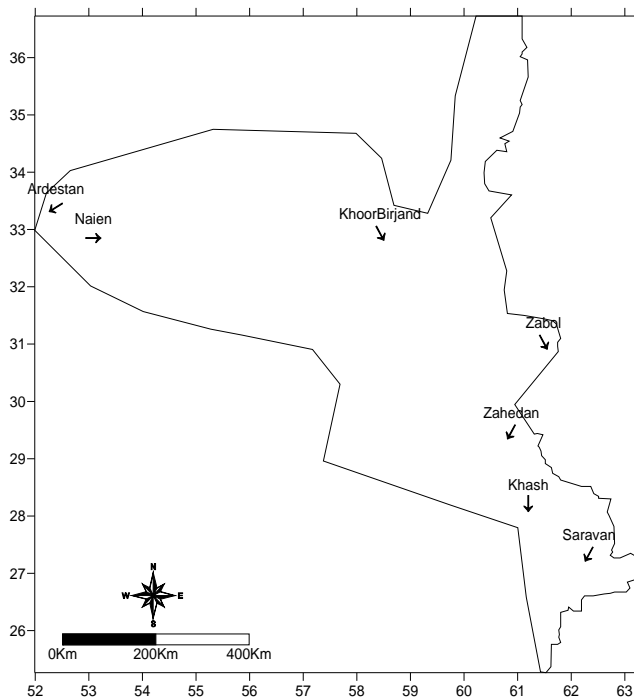 36
35
34
Ardestan
KhoorBirjand
Naien
33
32
Zabol
31
30
Zahedan
29
Khash
28
Saravan
27
N
W E
S
26
0Km 200Km 400Km
52 53 54 55 56 57 58 59 60 61 62 63